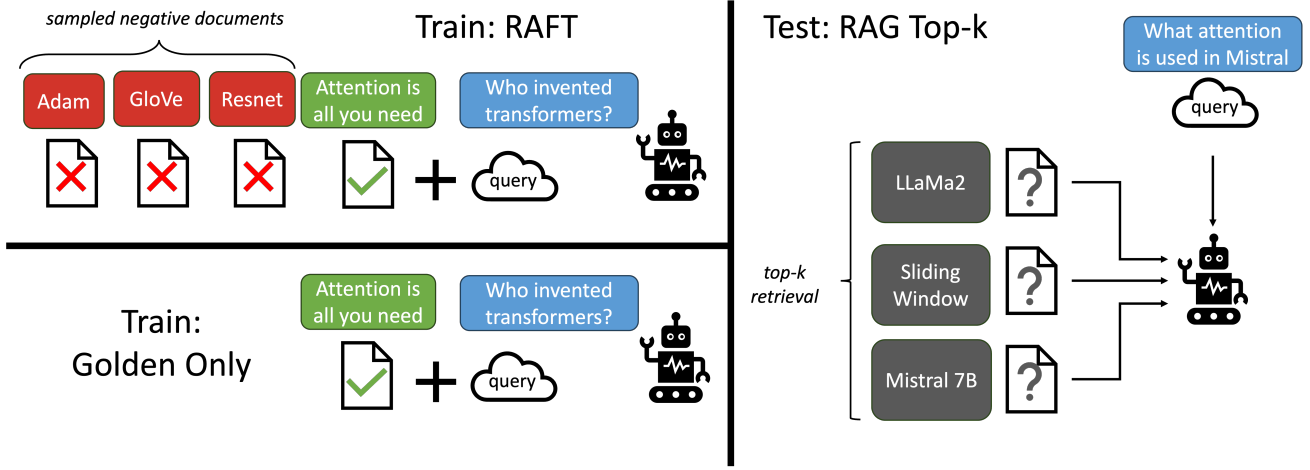 sampled negative documents
Train: RAFT
Adam
GloVe
Resnet
Attention is
all you need
Who invented
transformers?
query
Train:
Golden Only
Attention is
all you need
Who invented
transformers?
query
Test: RAG Top-k
What attention
is used in Mistral
query
top-k
retrieval
LLaMa2
?
Sliding
Window
?
Mistral 7B
?